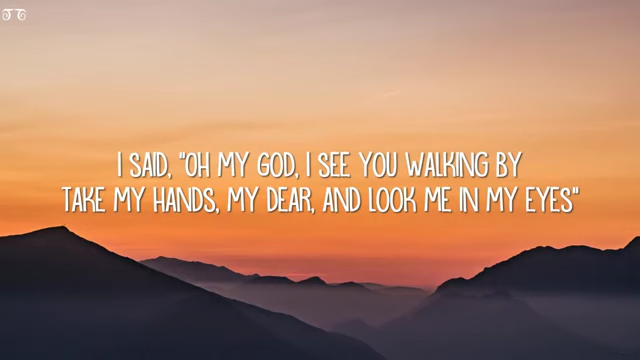 I SAID, "OH MY GOD, I SEE YOU WALKING BY
TAKE MY HANDS, MY DEAR, AND LOOK ME IN MY EYES"